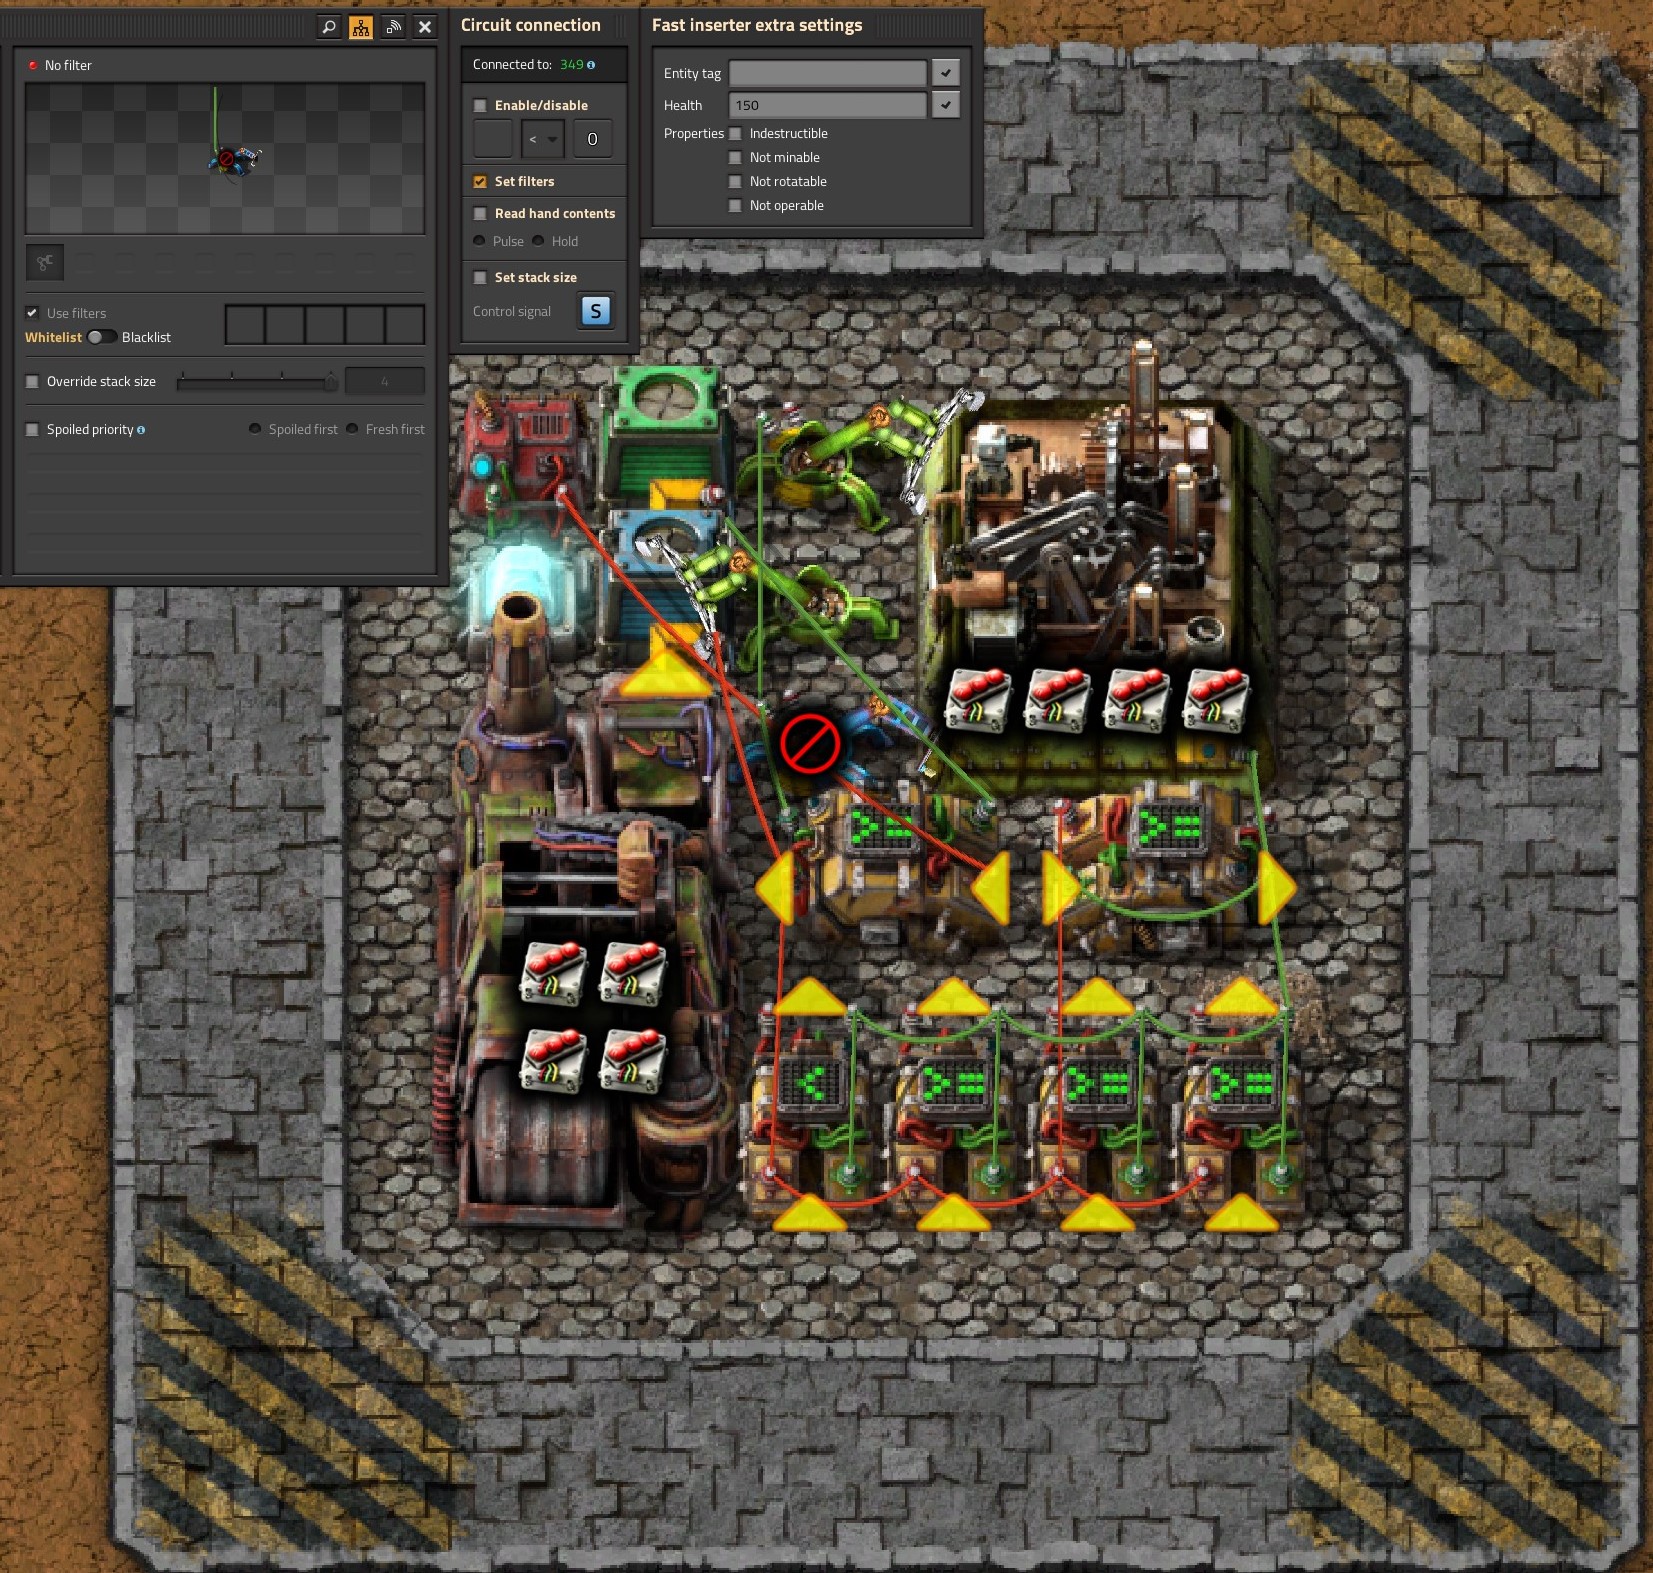 No filter
Use filters
Whitelist Blacklist
Override stack size 4
Spoiled priority Spoiled first Fresh first
Circuit connection
Connected to: 349
Enable/disable
< 0
Set filters
Read hand contents
Pulse Hold
Set stack size
Control signal S
Fast inserter extra settings
Entity tag
Health 150
Properties Indestructible
Not minable
Not rotatable
Not operable
>= >=
< >= >= >=